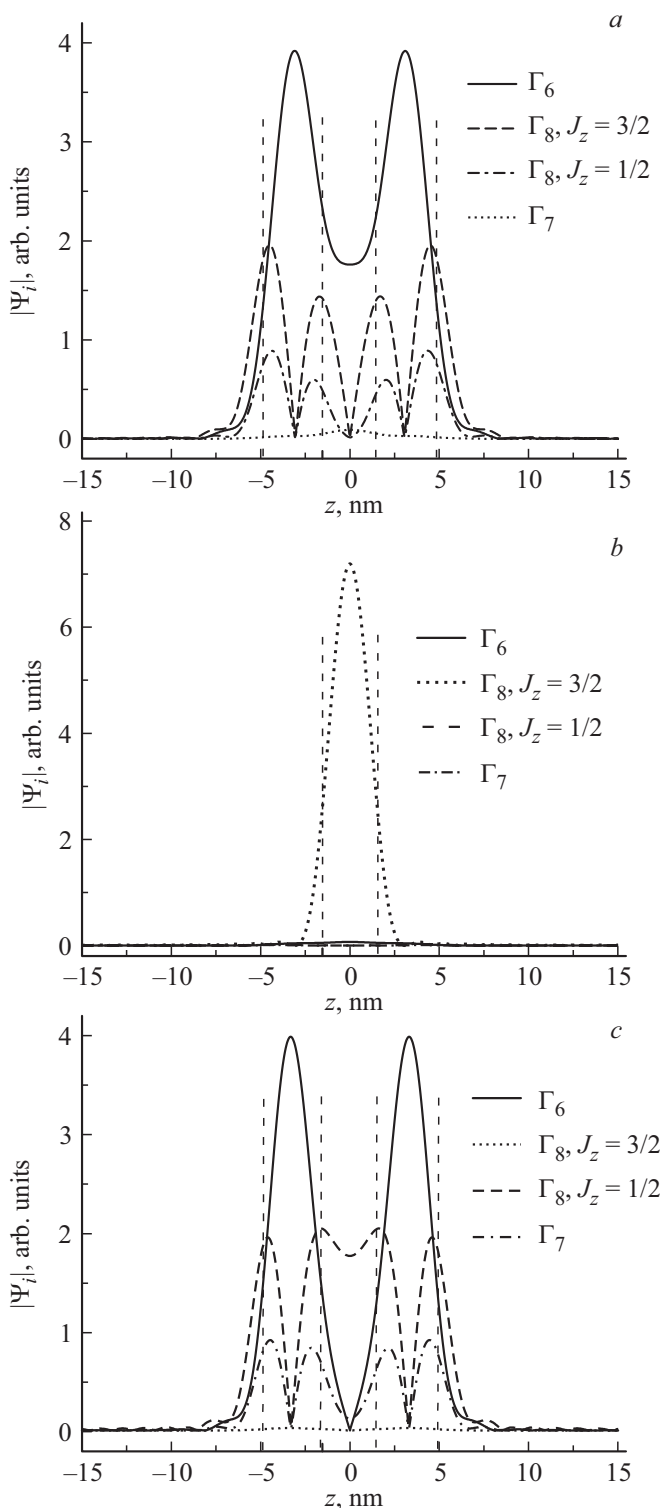 a
4
3
2
1
0
|Ψi|, arb. units
Γ6
Γ8, Jz = 3/2
Γ8, Jz = 1/2
Γ7
–15 –10 –5 0 5 10 15
z, nm
b
8
6
4
2
0
|Ψi|, arb. units
Γ6
Γ8, Jz = 3/2
Γ8, Jz = 1/2
Γ7
–15 –10 –5 0 5 10 15
z, nm
c
4
3
2
1
0
|Ψi|, arb. units
Γ6
Γ8, Jz = 3/2
Γ8, Jz = 1/2
Γ7
–15 –10 –5 0 5 10 15
z, nm